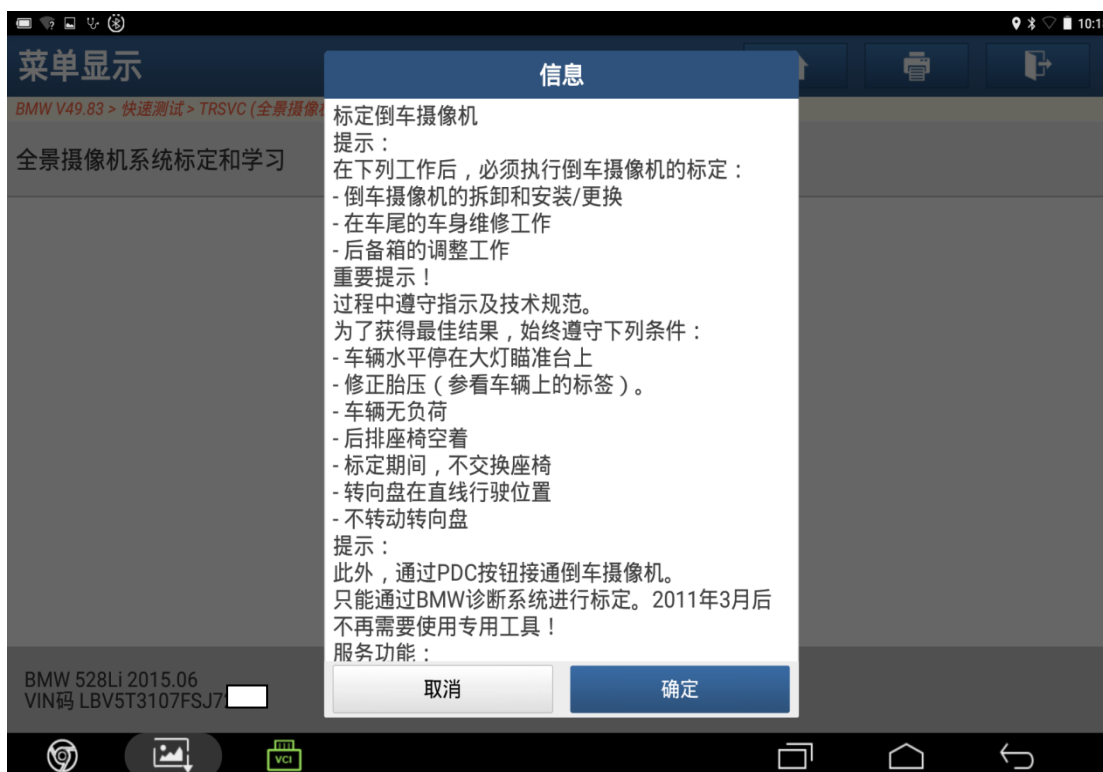 10:1
菜单显示
信息
BMW V49.83 > 快速测试 > TRSVC (全景摄像
全景摄像机系统标定和学习
标定倒车摄像机
提示：
在下列工作后，必须执行倒车摄像机的标定：
- 倒车摄像机的拆卸和安装/更换
- 在车尾的车身维修工作
- 后备箱的调整工作
重要提示！
过程中遵守指示及技术规范。
为了获得最佳结果，始终遵守下列条件：
- 车辆水平停在大灯瞄准台上
- 修正胎压（参看车辆上的标签）。
- 车辆无负荷
- 后排座椅空着
- 标定期间，不交换座椅
- 转向盘在直线行驶位置
- 不转动转向盘
提示：
此外，通过PDC按钮接通倒车摄像机。
只能通过BMW诊断系统进行标定。2011年3月后
不再需要使用专用工具！
服务功能：
取消
确定
BMW 528Li 2015.06
VIN码 LBV5T3107FSJ7
VCI